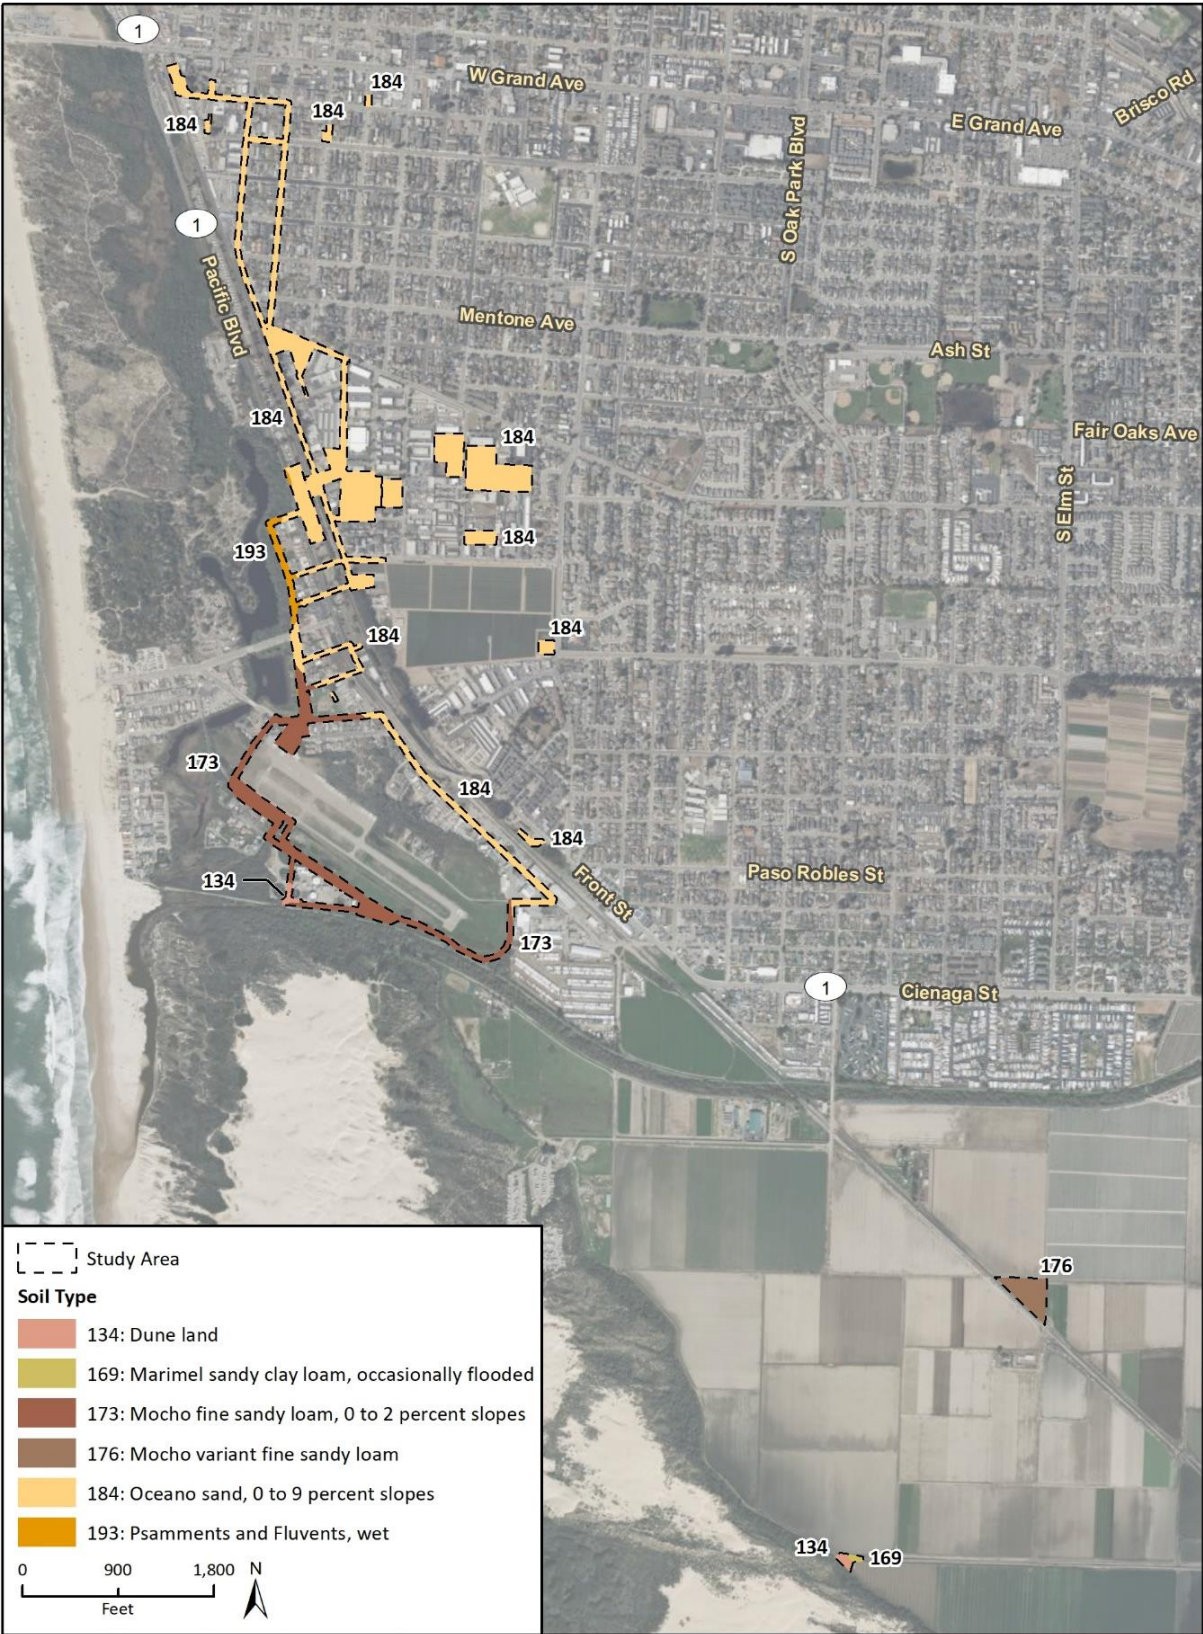 1
W Grand Ave
184
184
184
E Grand Ave
Brisco Rd
S Oak Park Blvd
1
Pacific Blvd
Mentone Ave
Ash St
184
184
Fair Oaks Ave
S Elm St
193
184
184
184
173
184
184
134
Front St
Paso Robles St
173
1
Cienaga St
176
134
169
Study Area
Soil Type
134: Dune land
169: Marimel sandy clay loam, occasionally flooded
173: Mocho fine sandy loam, 0 to 2 percent slopes
176: Mocho variant fine sandy loam
184: Oceano sand, 0 to 9 percent slopes
193: Psamments and Fluvents, wet
0 900 1,800 N
Feet